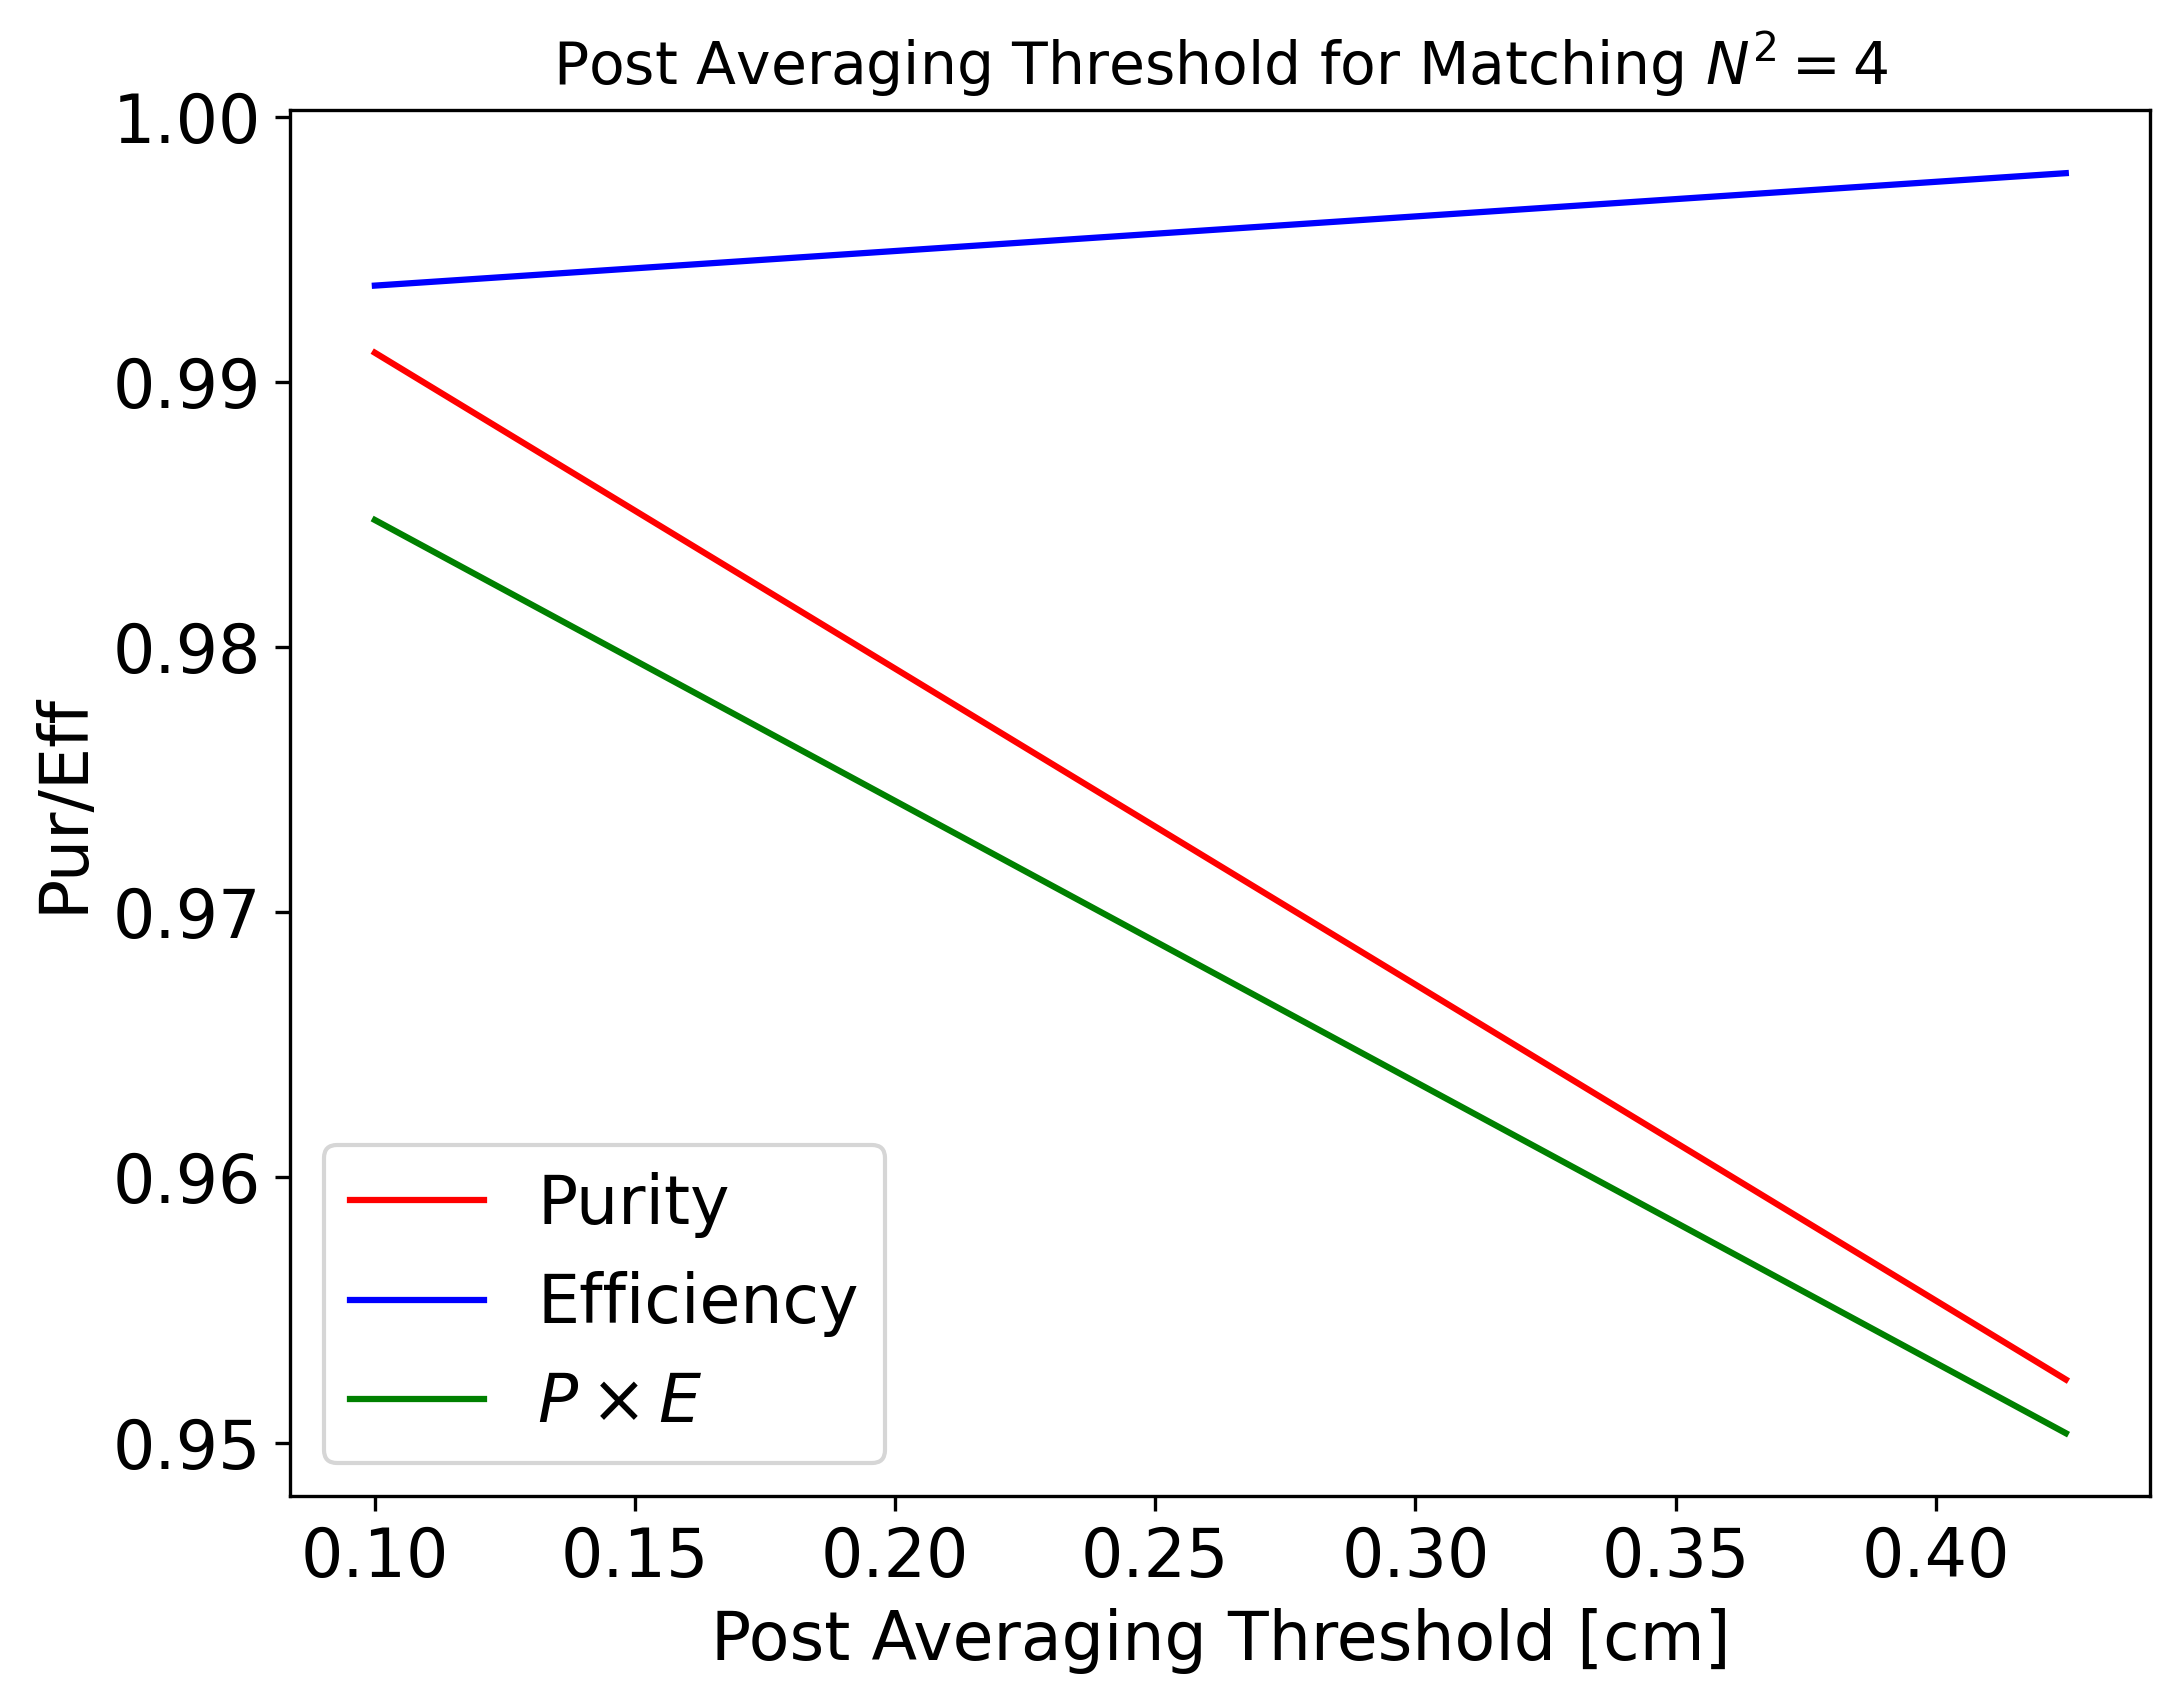 Post Averaging Threshold for Matching N² = 4
1.00
0.99
0.98
0.97
0.96
0.95
Pur/Eff
Purity
Efficiency
P × E
0.10 0.15 0.20 0.25 0.30 0.35 0.40
Post Averaging Threshold [cm]